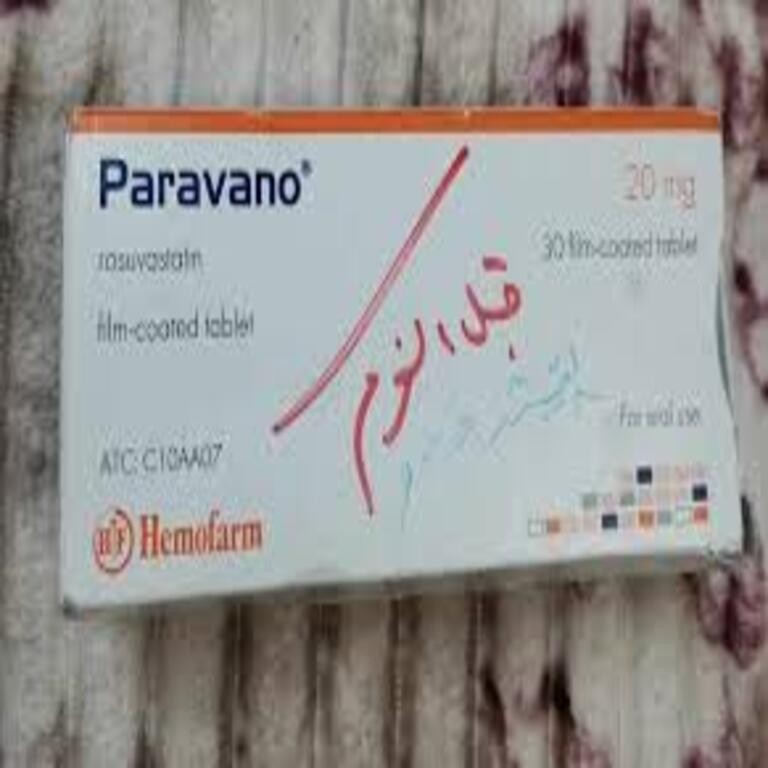 Paravano®
20 mg
rosuvastatin
30 film-coated tablet
film-coated tablet
قبل النوم
For oral use
ATC: C10AA07
HF Hemofarm